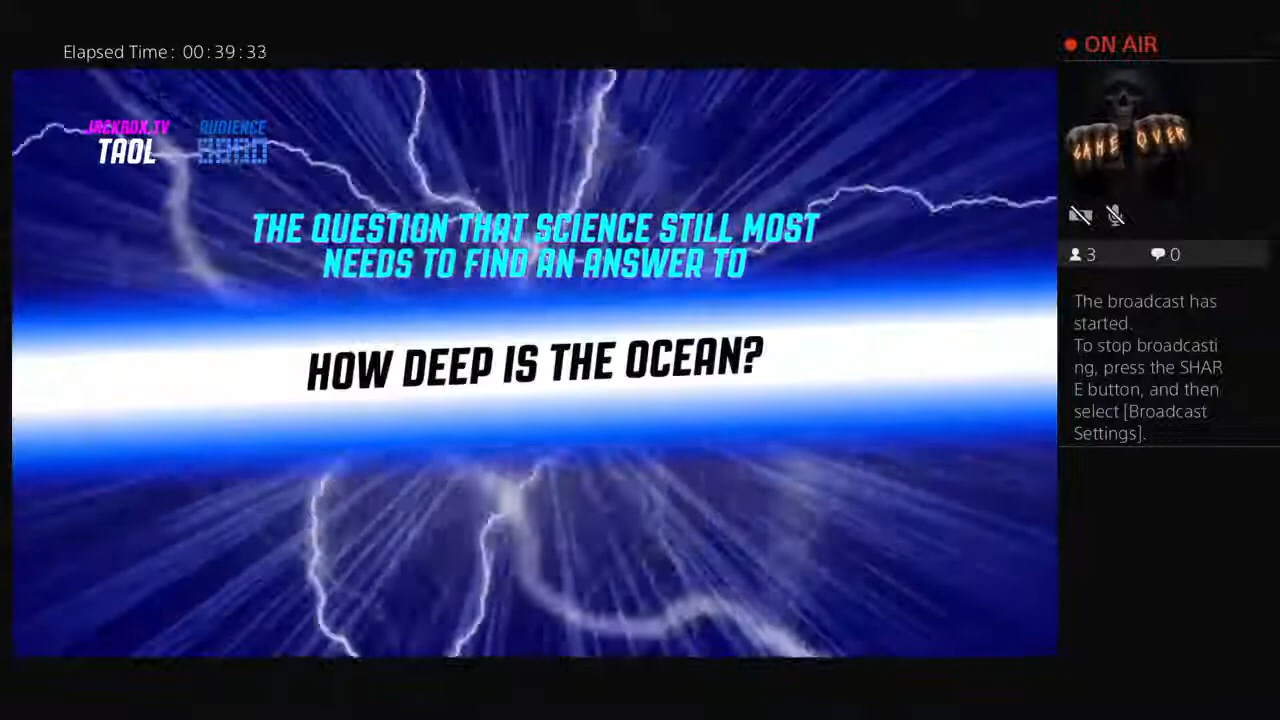 Elapsed Time: 00:39:33
ON AIR
JACKBOX.TV
TAOL
AUDIENCE
GAME OVER
THE QUESTION THAT SCIENCE STILL MOST
NEEDS TO FIND AN ANSWER TO
HOW DEEP IS THE OCEAN?
3
0
The broadcast has
started.
To stop broadcasti
ng, press the SHAR
E button, and then
select [Broadcast
Settings].